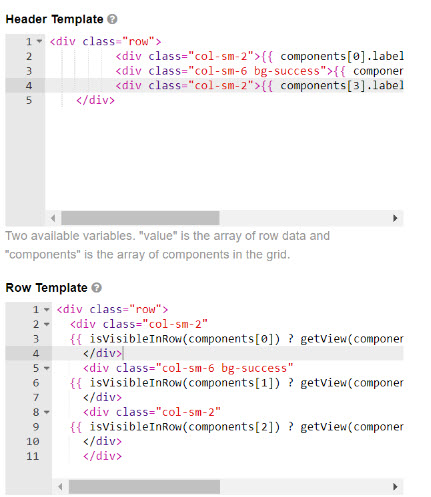 Header Template
1 <div class="row">
2 <div class="col-sm-2">{{ components[0].label
3 <div class="col-sm-6 bg-success">{{ componer
4 <div class="col-sm-2">{{ components[3].label
5 </div>
Two available variables. "value" is the array of row data and
"components" is the array of components in the grid.
Row Template
1 <div class="row">
2 <div class="col-sm-2"
3 {{ isVisibleInRow(components[0]) ? getView(componer
4 </div>
5 <div class="col-sm-6 bg-success"
6 {{ isVisibleInRow(components[1]) ? getView(componer
7 </div>
8 <div class="col-sm-2"
9 {{ isVisibleInRow(components[2]) ? getView(componer
10 </div>
11 </div>